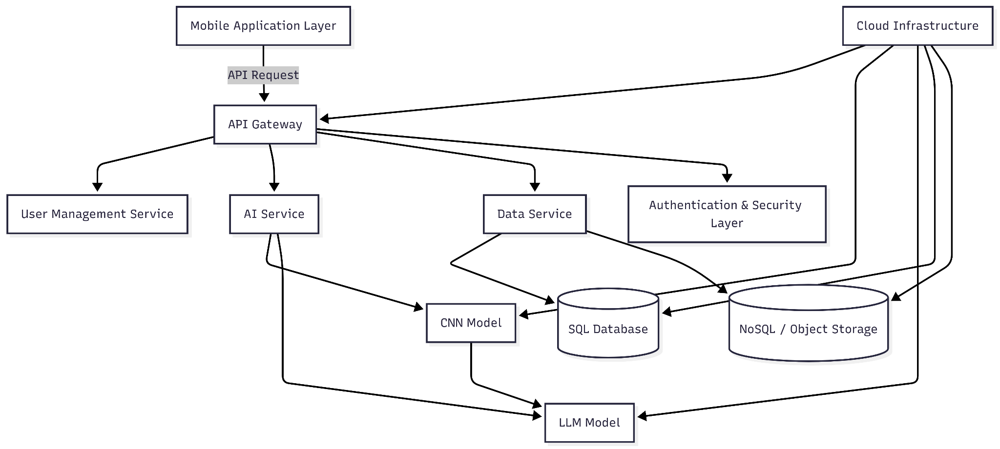 Mobile Application Layer
Cloud Infrastructure
API Request
API Gateway
User Management Service
AI Service
Data Service
Authentication & Security
Layer
CNN Model
SQL Database
NoSQL / Object Storage
LLM Model